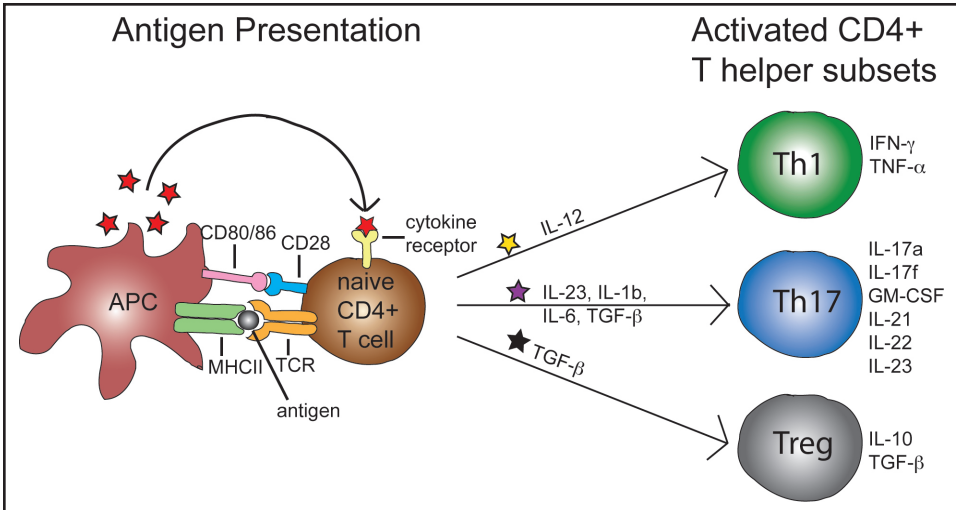 Antigen Presentation
Activated CD4+
T helper subsets
APC
CD80/86
CD28
cytokine
receptor
naive
CD4+
T cell
MHCII
TCR
antigen
IL-12
IL-23, IL-1b,
IL-6, TGF-β
TGF-β
Th1
IFN-γ
TNF-α
Th17
IL-17a
IL-17f
GM-CSF
IL-21
IL-22
IL-23
Treg
IL-10
TGF-β